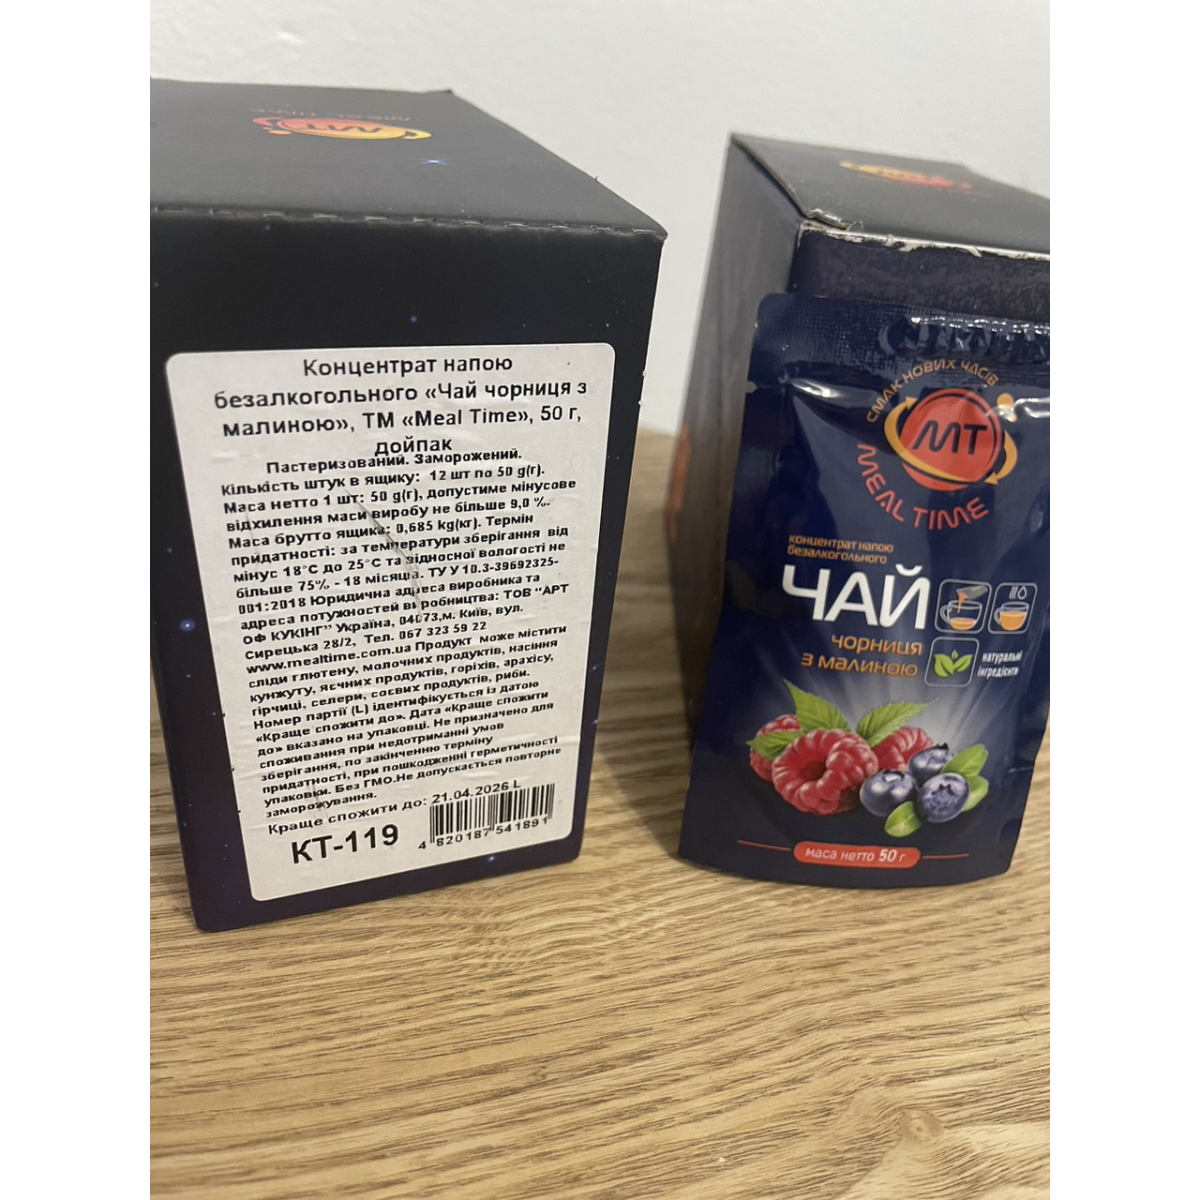 MEAL TIME
MT
Концентрат напою
безалкогольного «Чай чорниця з
малиною», ТМ «Meal Time», 50 г,
дойпак
Пастеризований. Заморожений.
Кількість штук в ящику: 12 шт по 50 g(г).
Маса нетто 1 шт: 50 g(г), допустиме мінусове
відхилення маси виробу не більше 9,0 %.
Маса брутто ящика: 0,685 kg(кг). Термін
придатності: за температури зберігання від
мінус 18°С до 25°С та відносної вологості не
більше 75% - 18 місяців. ТУ У 10.3-39692325-
001:2018 Юридична адреса виробника та
адреса потужностей виробництва: ТОВ "АРТ
ОФ КУКІНГ" Україна, 04073,м. Київ, вул.
Сирецька 28/2, Тел. 067 323 59 22
www.mealtime.com.ua Продукт може містити
сліди глютену, молочних продуктів, насіння
кунжуту, яєчних продуктів, горіхів, арахісу,
гірчиці, селери, соєвих продуктів, риби.
Номер партії (L) ідентифікується із датою
«Краще спожити до». Дата «Краще спожити
до» вказано на упаковці. Не призначено для
споживання при недотриманні умов
зберігання, по закінченню терміну
придатності, при пошкодженні герметичності
упаковки. Без ГМО.Не допускається повторне
заморожування.
Краще спожити до: 21.04.2026 L
КТ-119
4 820187 541891
СМАК НОВИХ ЧАСІВ
MT
MEAL TIME
концентрат напою
безалкогольного
ЧАЙ
чорниця
з малиною
натуральні
інгредієнти
маса нетто 50 г